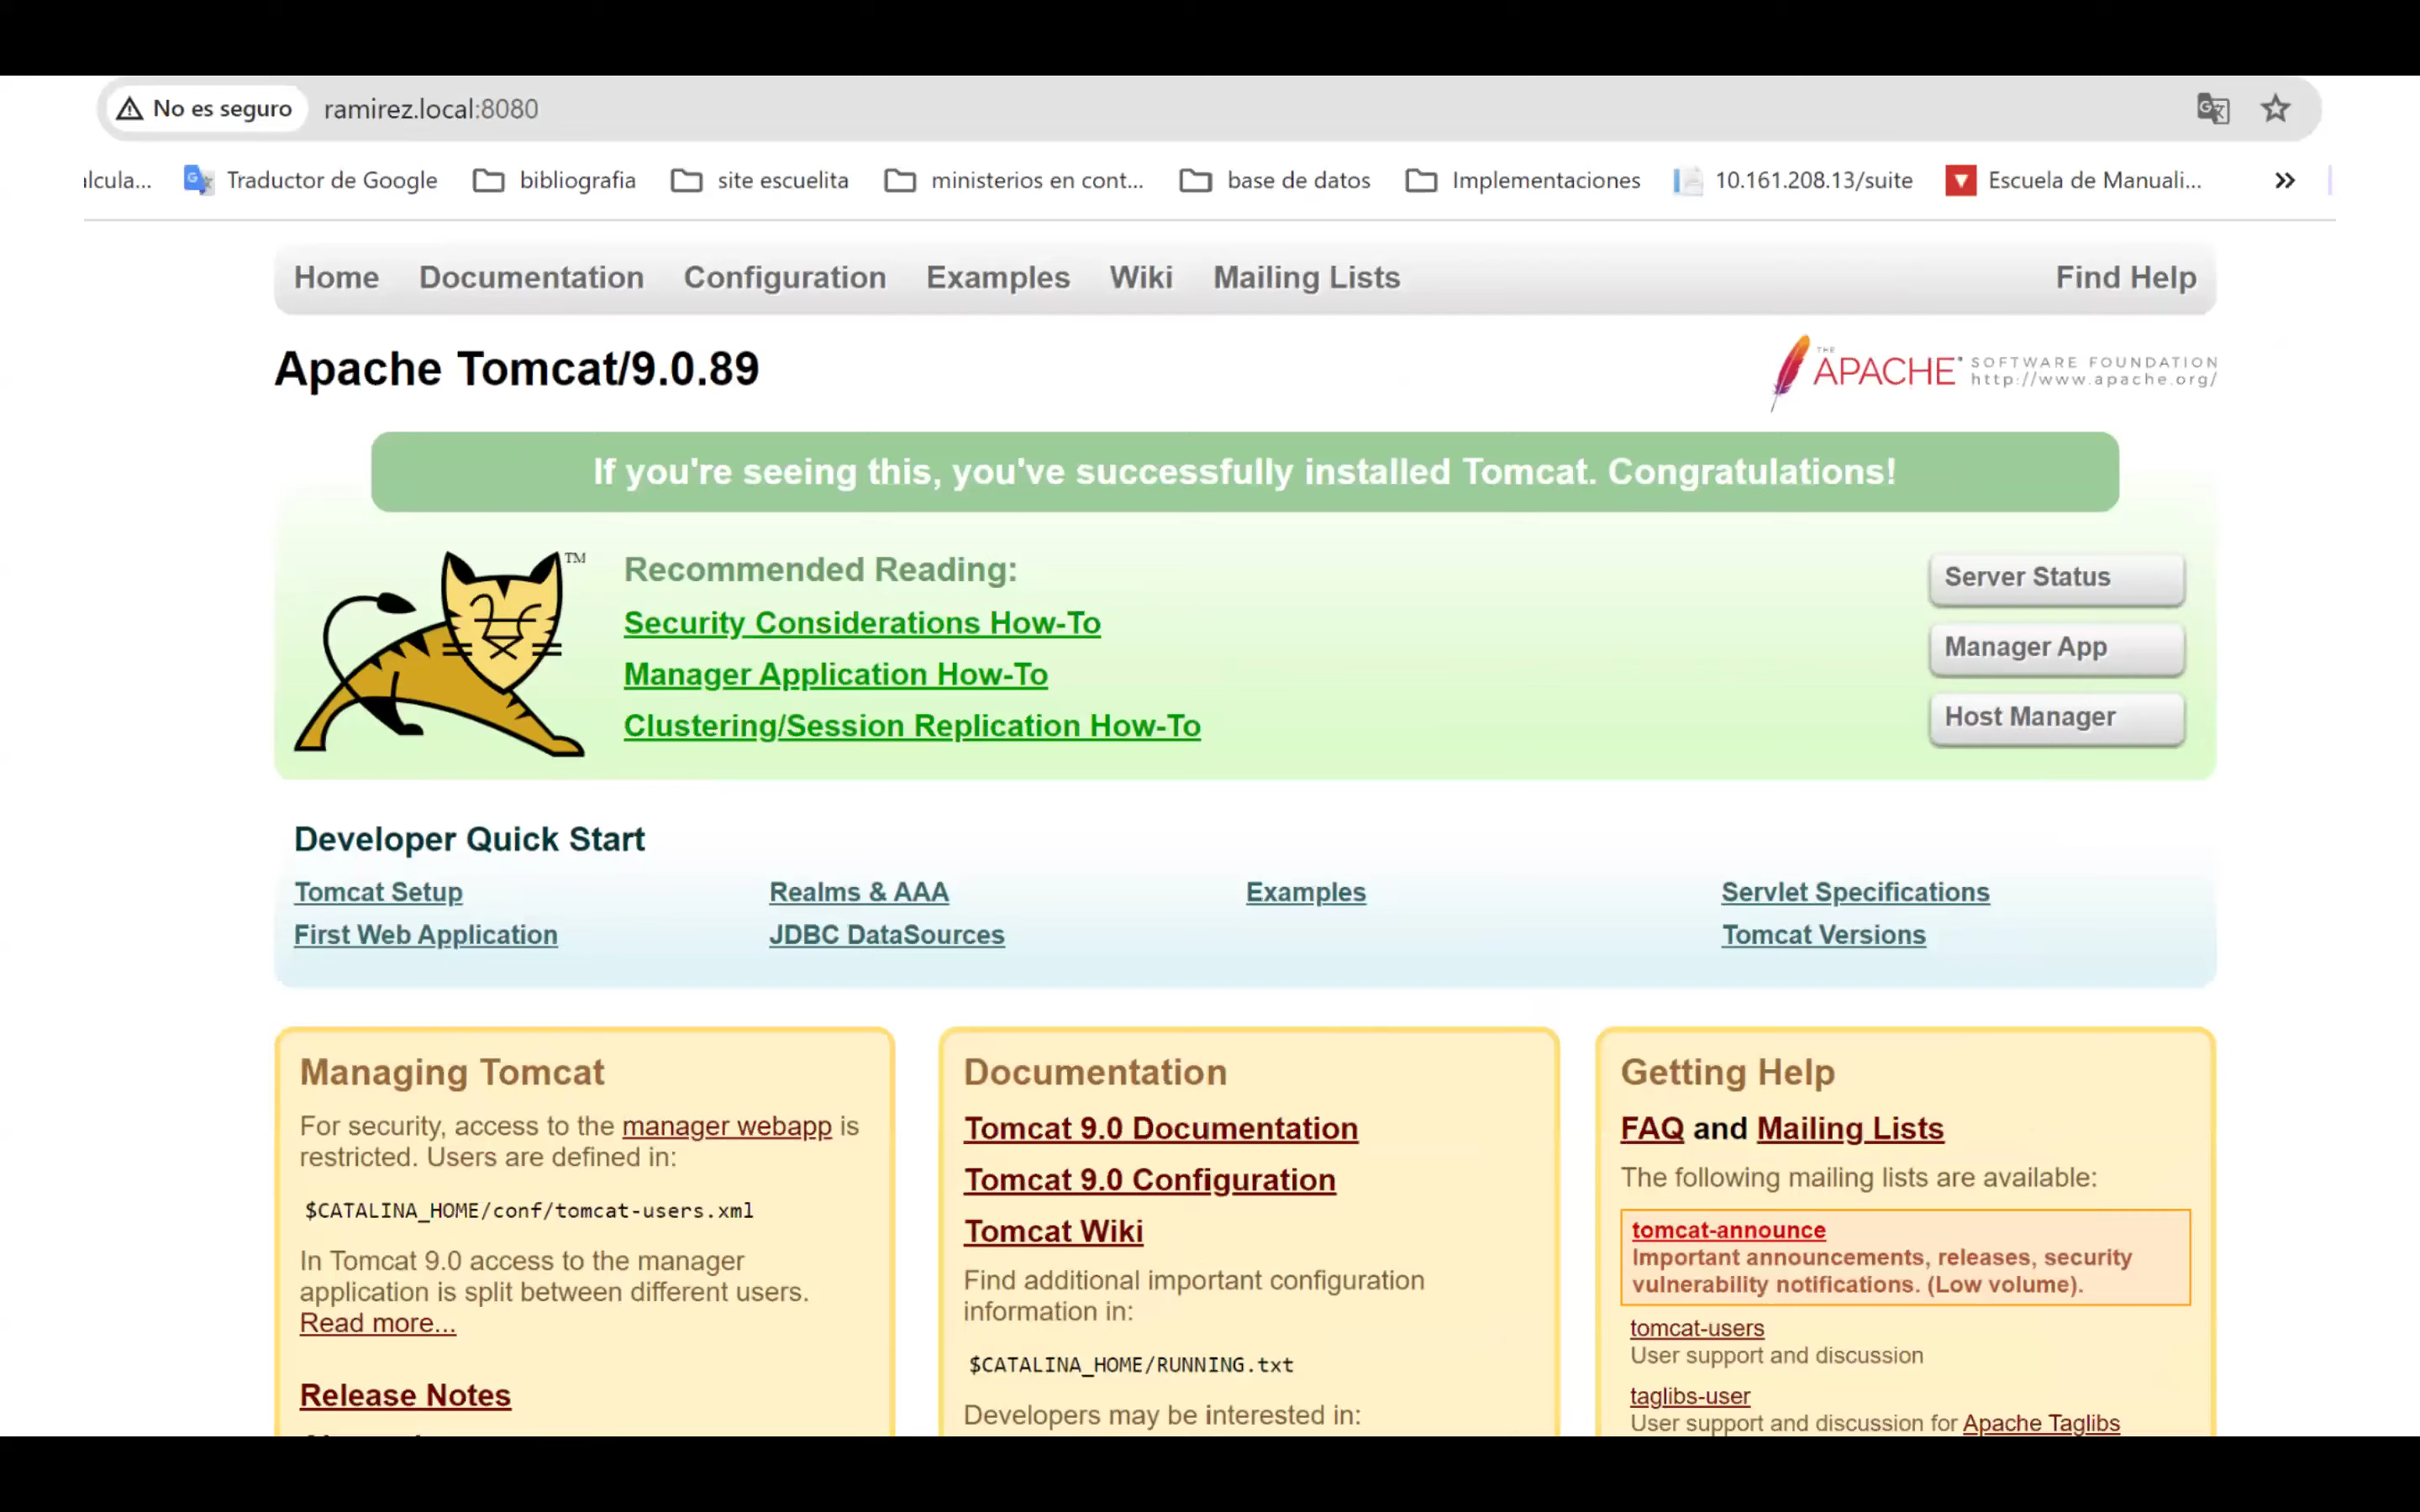 No es seguro ramirez.local:8080
lcula... Traductor de Google bibliografia site escuelita ministerios en cont... base de datos Implementaciones 10.161.208.13/suite Escuela de Manuali... »
Home Documentation Configuration Examples Wiki Mailing Lists Find Help
Apache Tomcat/9.0.89
THE APACHE SOFTWARE FOUNDATION
http://www.apache.org/
If you're seeing this, you've successfully installed Tomcat. Congratulations!
TM
Recommended Reading:
Security Considerations How-To
Manager Application How-To
Clustering/Session Replication How-To
Server Status
Manager App
Host Manager
Developer Quick Start
Tomcat Setup
First Web Application
Realms & AAA
JDBC DataSources
Examples
Servlet Specifications
Tomcat Versions
Managing Tomcat
For security, access to the manager webapp is
restricted. Users are defined in:
$CATALINA_HOME/conf/tomcat-users.xml
In Tomcat 9.0 access to the manager
application is split between different users.
Read more...
Release Notes
Documentation
Tomcat 9.0 Documentation
Tomcat 9.0 Configuration
Tomcat Wiki
Find additional important configuration
information in:
$CATALINA_HOME/RUNNING.txt
Developers may be interested in:
Getting Help
FAQ and Mailing Lists
The following mailing lists are available:
tomcat-announce
Important announcements, releases, security
vulnerability notifications. (Low volume).
tomcat-users
User support and discussion
taglibs-user
User support and discussion for Apache Taglibs